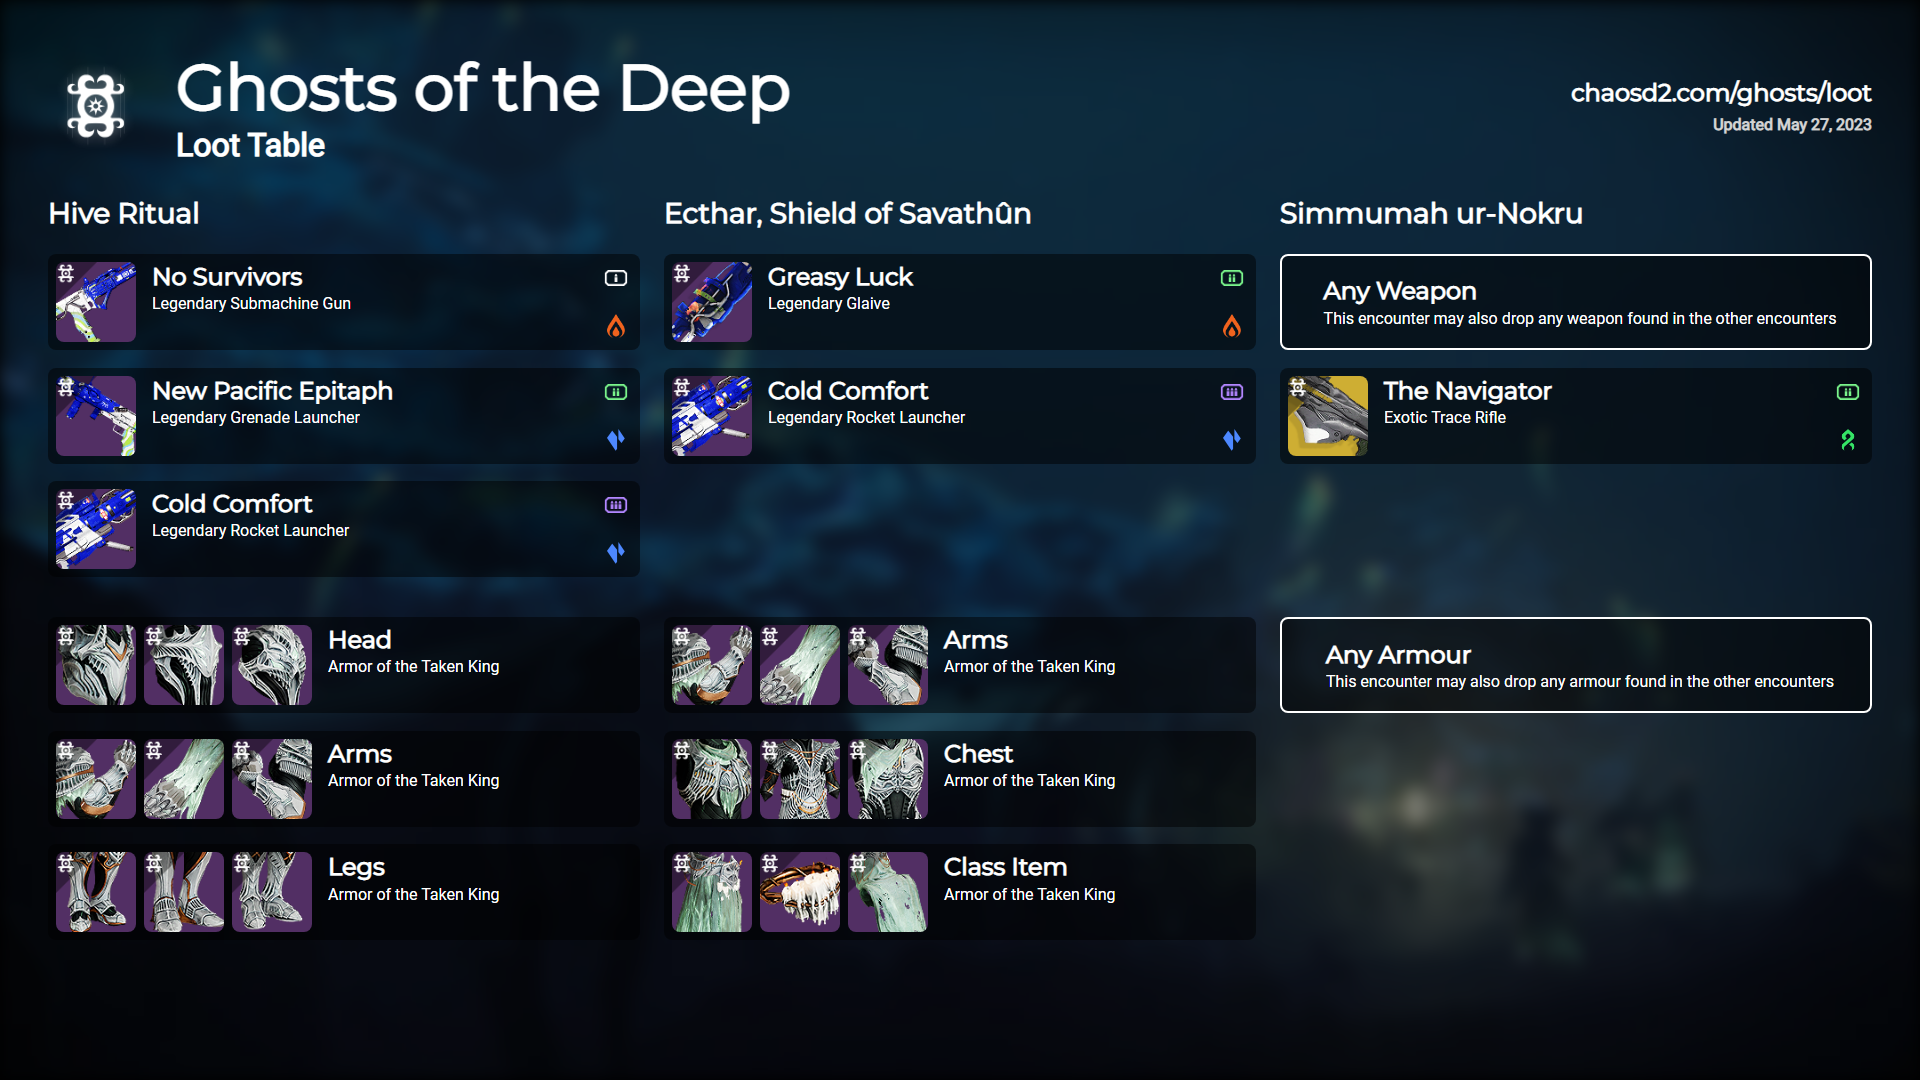 Ghosts of the Deep
Loot Table
chaosd2.com/ghosts/loot
Updated May 27, 2023
Hive Ritual
No Survivors
Legendary Submachine Gun
New Pacific Epitaph
Legendary Grenade Launcher
Cold Comfort
Legendary Rocket Launcher
Head
Armor of the Taken King
Arms
Armor of the Taken King
Legs
Armor of the Taken King
Ecthar, Shield of Savathûn
Greasy Luck
Legendary Glaive
Cold Comfort
Legendary Rocket Launcher
Arms
Armor of the Taken King
Chest
Armor of the Taken King
Class Item
Armor of the Taken King
Simmumah ur-Nokru
Any Weapon
This encounter may also drop any weapon found in the other encounters
The Navigator
Exotic Trace Rifle
Any Armour
This encounter may also drop any armour found in the other encounters